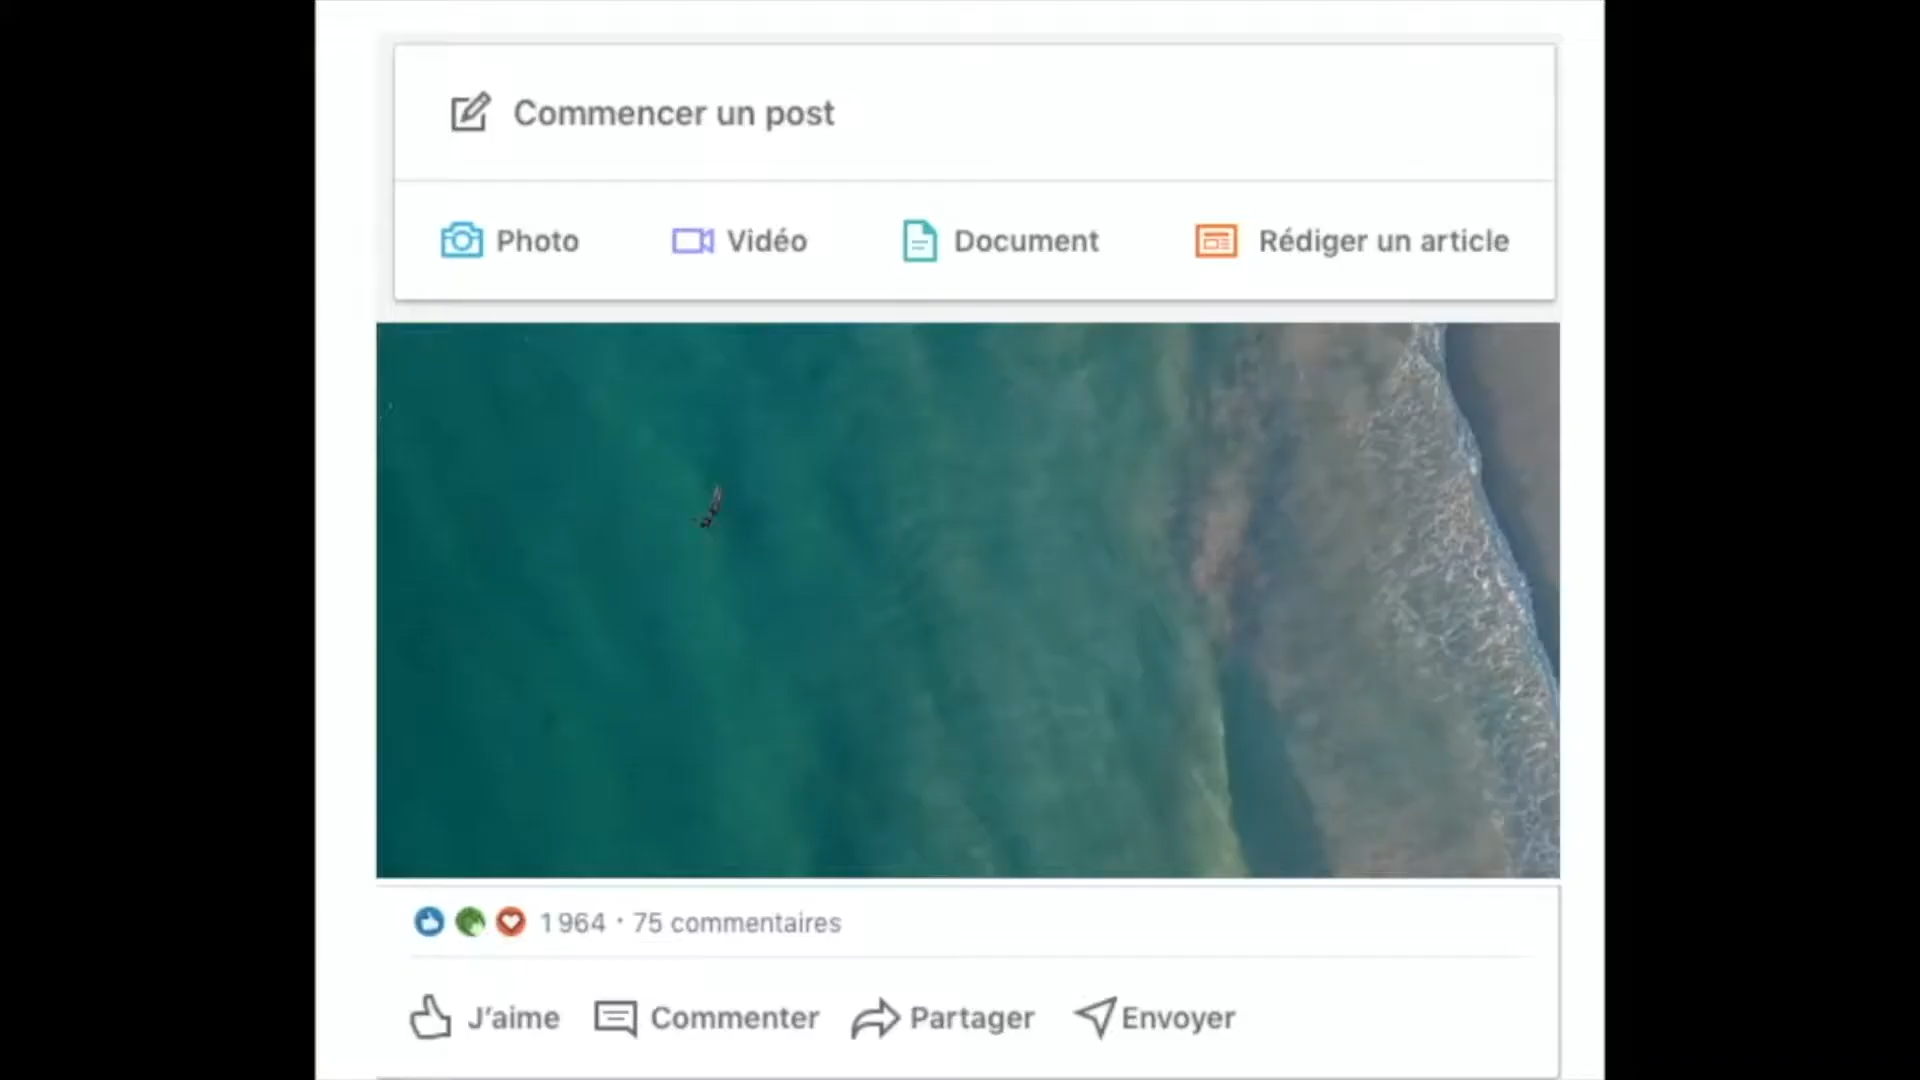 Commencer un post
Photo Vidéo Document Rédiger un article
1 964 · 75 commentaires
J'aime Commenter Partager Envoyer